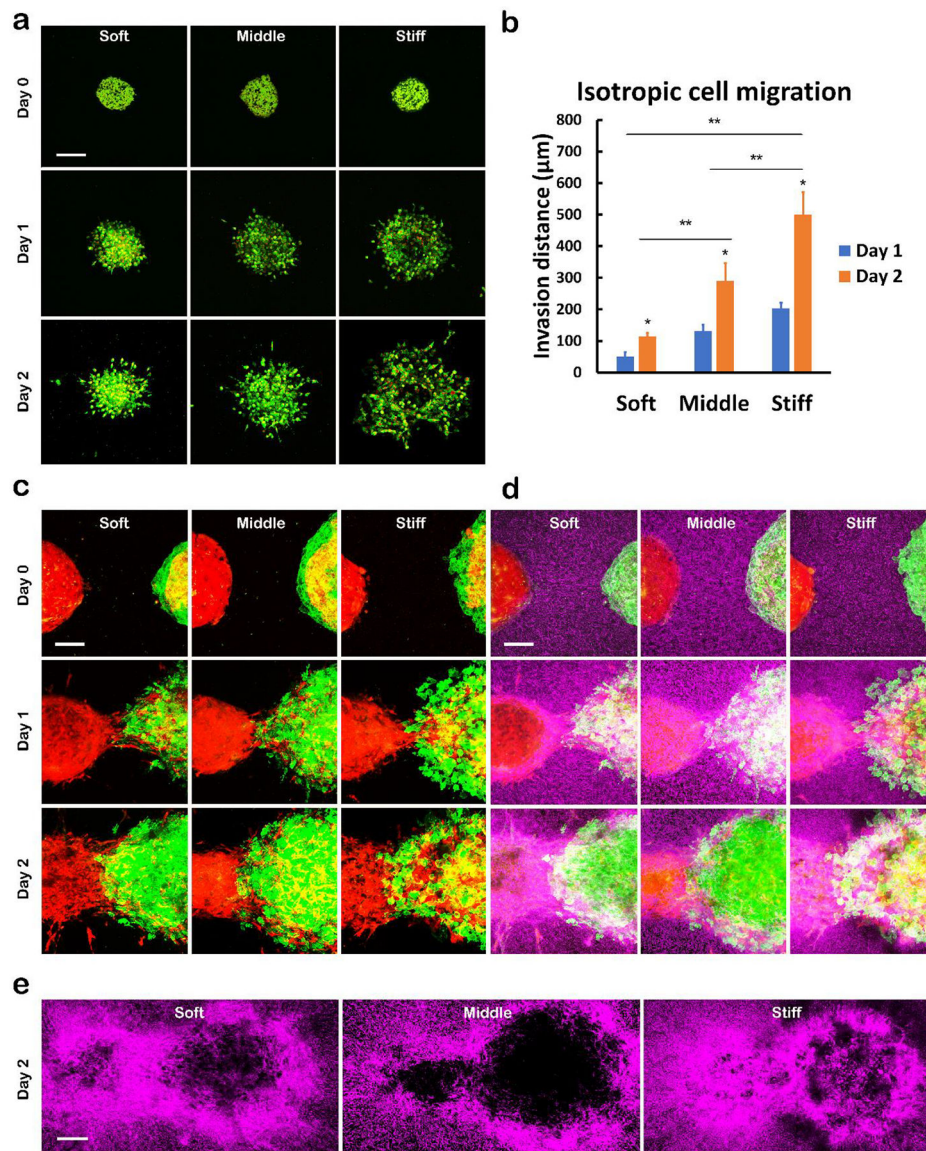 a
Soft Middle Stiff
Day 0
Day 1
Day 2
b
Isotropic cell migration
Invasion distance (µm)
800
700
600
500
400
300
200
100
0
**
**
**
*
*
*
Soft Middle Stiff
Day 1
Day 2
c
Soft Middle Stiff
Day 0
Day 1
Day 2
d
Soft Middle Stiff
e
Soft Middle Stiff
Day 2